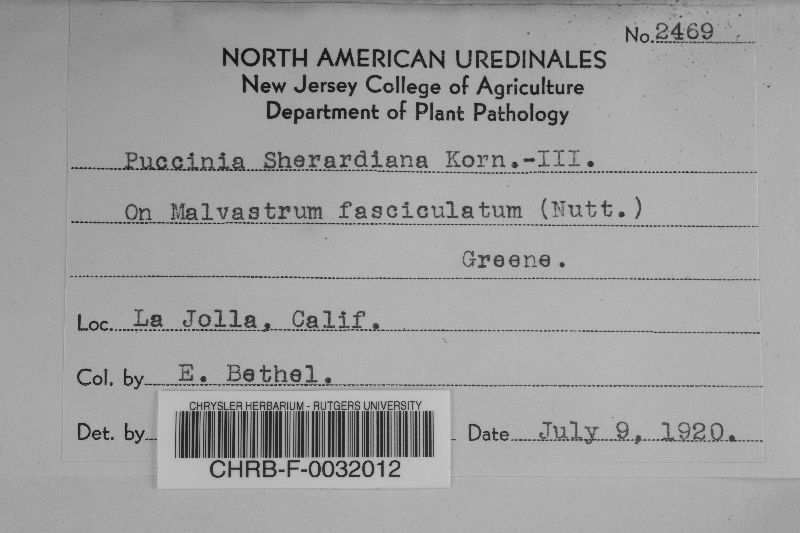 No. 2469
NORTH AMERICAN UREDINALES
New Jersey College of Agriculture
Department of Plant Pathology
Puccinia Sherardiana Korn.-III.
On Malvastrum fasciculatum (Nutt.)
Greene.
Loc. La Jolla, Calif.
Col. by E. Bethel.
Det. by
Date July 9, 1920.
CHRYSLER HERBARIUM - RUTGERS UNIVERSITY
CHRB-F-0032012